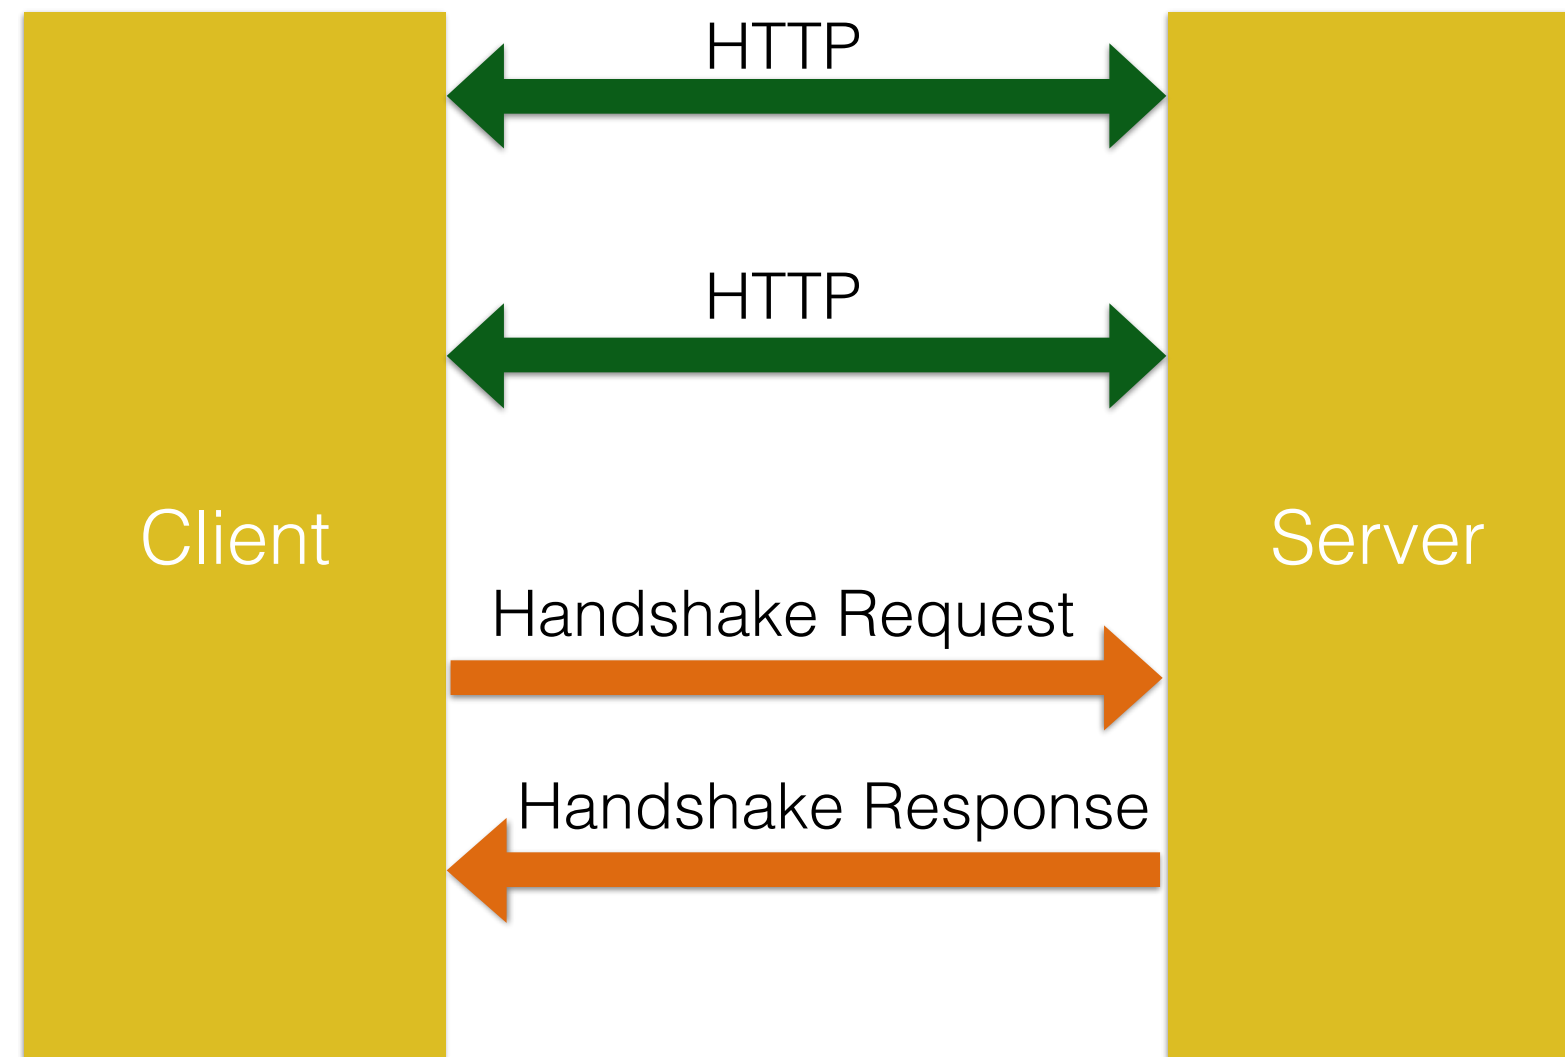 HTTP
HTTP
Client
Server
Handshake Request
Handshake Response